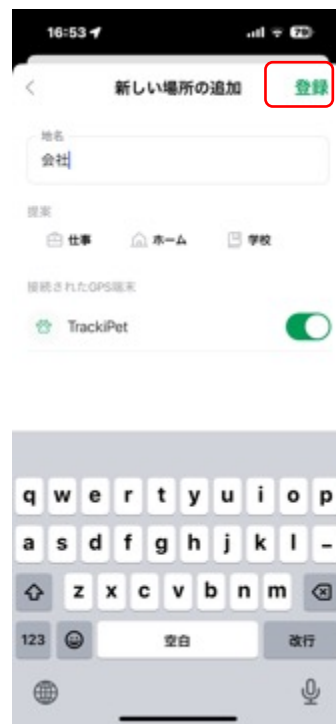 16:53
新しい場所の追加 登録
地名
会社
提案
仕事 ホーム 学校
接続されたGPS端末
TrackiPet
q w e r t y u i o p
a s d f g h j k l –
z x c v b n m
123 空白 改行